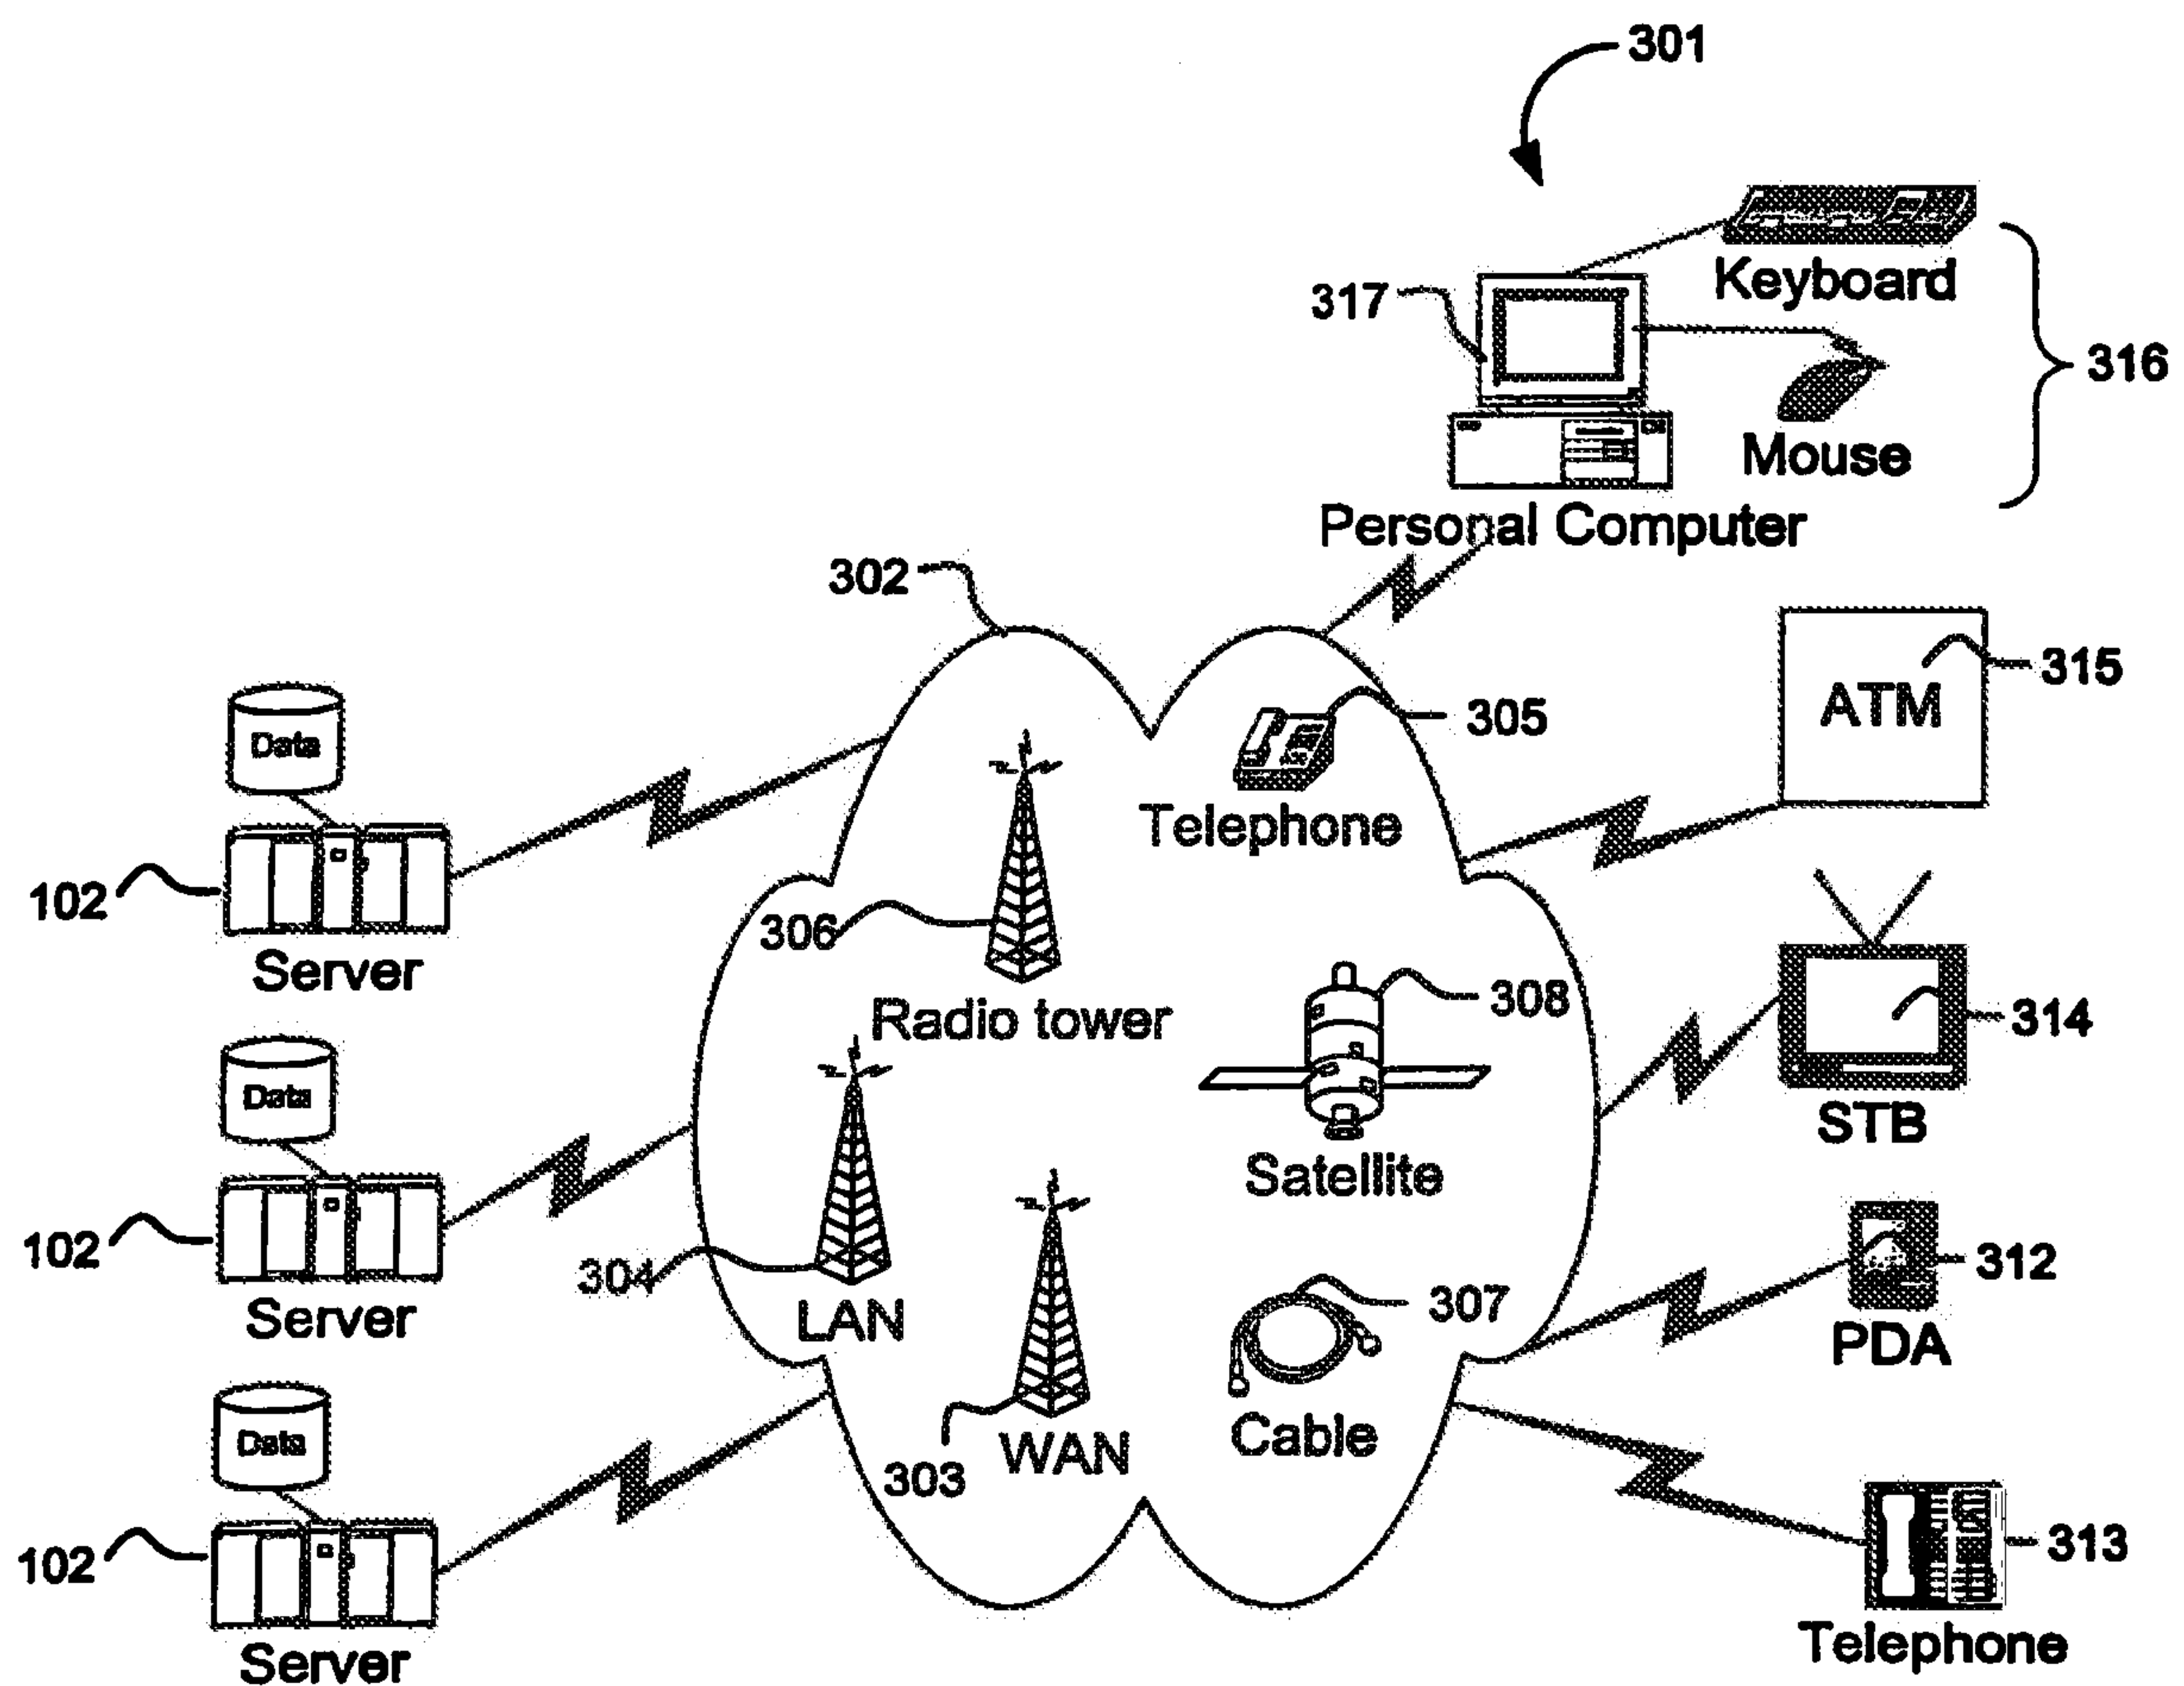 301
Keyboard
317
316
Mouse
Personal Computer
302
315
ATM
305
Data
Telephone
102
306
Server
308
Radio tower
314
Data
STB
Satellite
102
312
304
307
Server
LAN
PDA
Cable
Data
WAN
303
313
102
Telephone
Server